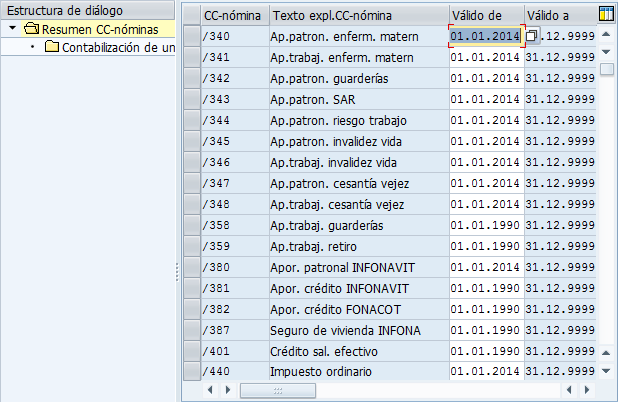 Estructura de diálogo
Resumen CC-nóminas
Contabilización de un
CC-nómina Texto expl.CC-nómina Válido de Válido a
/340 Ap.patron. enferm. matern 01.01.2014 .12.9999
/341 Ap.trabaj. enferm. matern 01.01.2014 31.12.9999
/342 Ap.patron. guarderías 01.01.2014 31.12.9999
/343 Ap.patron. SAR 01.01.2014 31.12.9999
/344 Ap.patron. riesgo trabajo 01.01.2014 31.12.9999
/345 Ap.patron. invalidez vida 01.01.2014 31.12.9999
/346 Ap.trabaj. invalidez vida 01.01.2014 31.12.9999
/347 Ap.patron. cesantía vejez 01.01.2014 31.12.9999
/348 Ap.trabaj. cesantía vejez 01.01.2014 31.12.9999
/358 Ap.trabaj. guarderías 01.01.1990 31.12.9999
/359 Ap.trabaj. retiro 01.01.1990 31.12.9999
/380 Apor. patronal INFONAVIT 01.01.2014 31.12.9999
/381 Apor. crédito INFONAVIT 01.01.1990 31.12.9999
/382 Apor. crédito FONACOT 01.01.1990 31.12.9999
/387 Seguro de vivienda INFONA 01.01.1990 31.12.9999
/401 Crédito sal. efectivo 01.01.1990 31.12.9999
/440 Impuesto ordinario 01.01.1990 31.12.9999